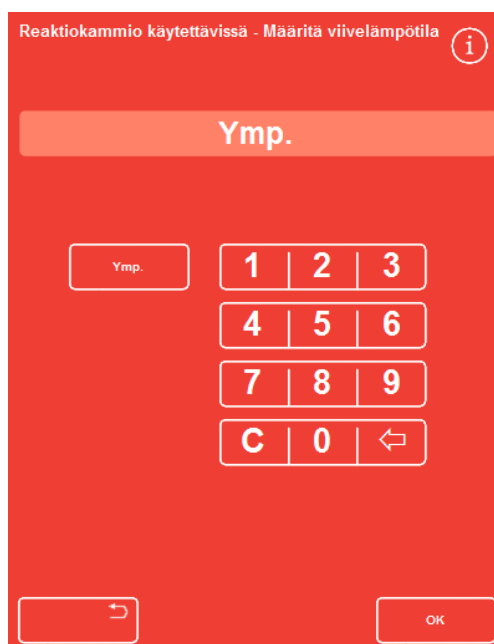 Reaktiokammio käytettävissä - Määritä viivelämpötila
i
Ymp.
Ymp.
1 2 3
4 5 6
7 8 9
C 0
OK